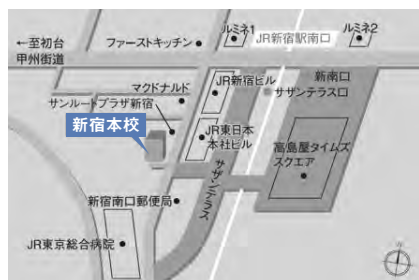 ルミネ1
ルミネ2
JR新宿駅南口
←至初台
ファーストキッチン
甲州街道
新南口
JR新宿ビル
マクドナルド
サザンテラス口
サンルートプラザ新宿
新宿本校
JR東日本
本社ビル
高島屋タイムズ
スクエア
サザンテラス
新宿南口郵便局
JR東京総合病院